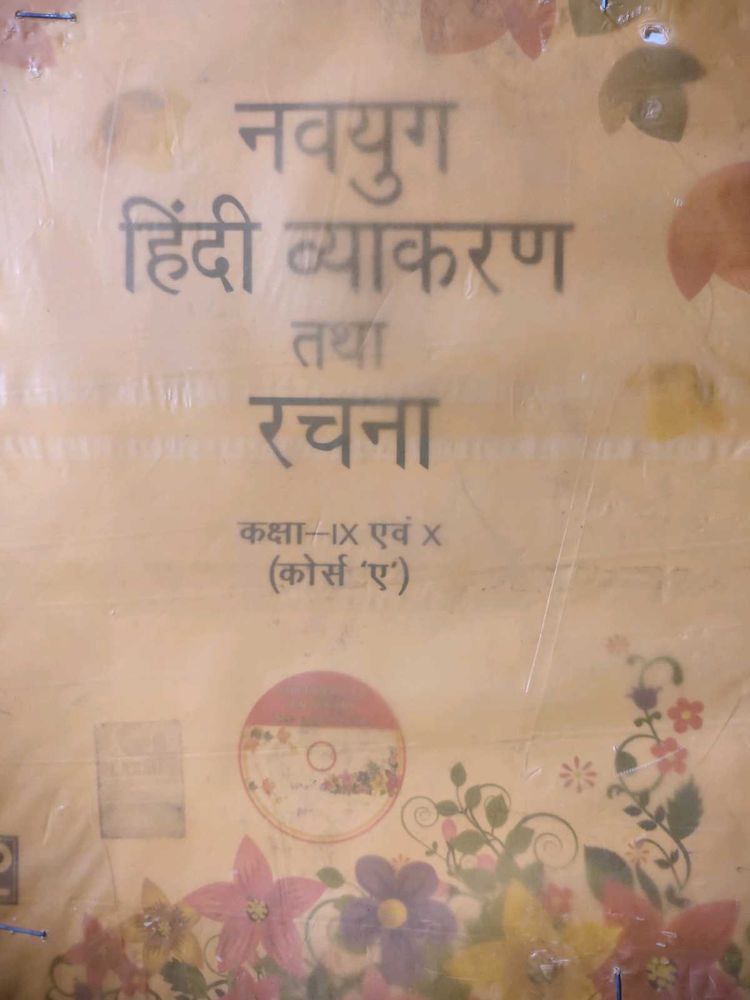 नवयुग
हिंदी व्याकरण
तथा
रचना
कक्षा—IX एवं X
(कोर्स ‘ए’)